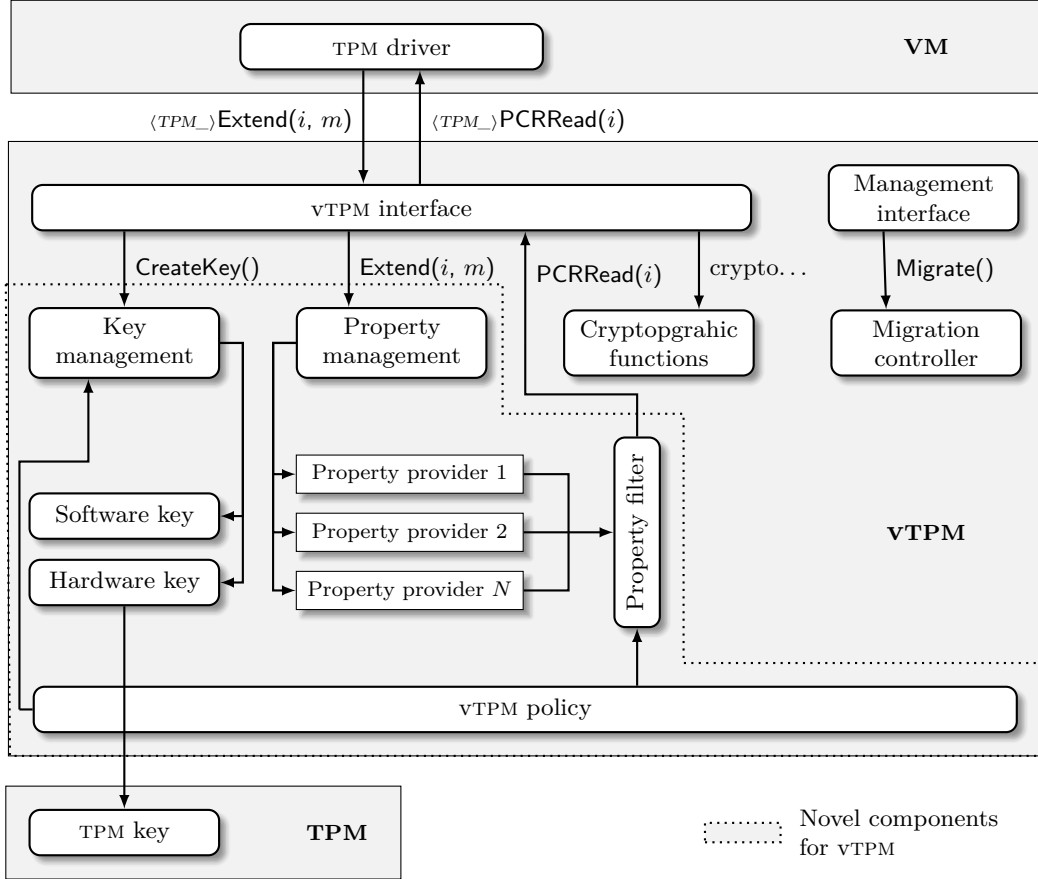 TPM driver
VM
⟨TPM_⟩Extend(i, m)
⟨TPM_⟩PCRRead(i)
vTPM interface
Management
interface
CreateKey()
Extend(i, m)
PCRRead(i)
crypto...
Migrate()
Key
management
Property
management
Cryptopgrahic
functions
Migration
controller
Property provider 1
Software key
Property provider 2
Property filter
vTPM
Hardware key
Property provider N
vTPM policy
TPM key
TPM
Novel components
for vTPM